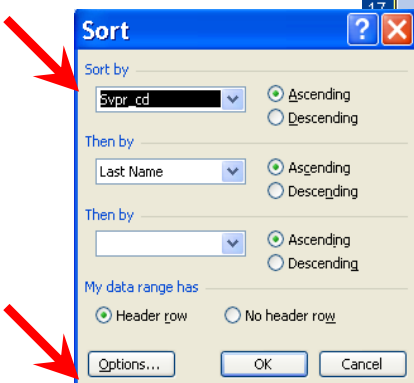 17
Sort
Sort by
Svpr_cd
Ascending
Descending
Then by
Last Name
Ascending
Descending
Then by
Ascending
Descending
My data range has
Header row
No header row
Options...
OK
Cancel